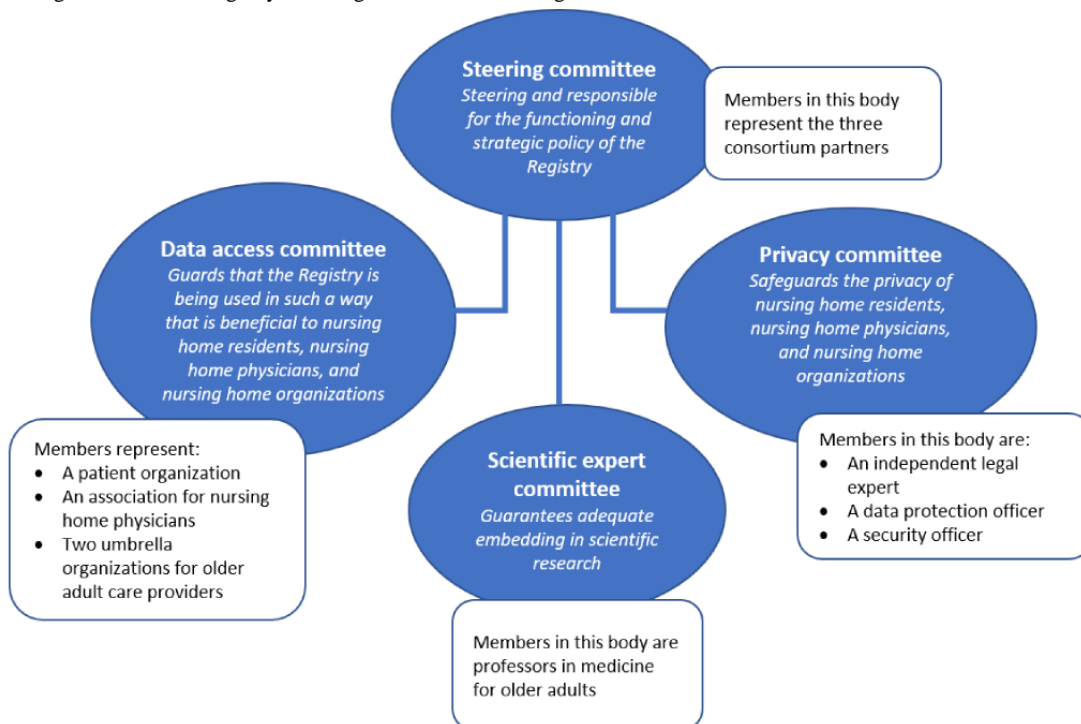 Steering committee
Steering and responsible
for the functioning and
strategic policy of the
Registry
Members in this body
represent the three
consortium partners
Data access committee
Guards that the Registry is
being used in such a way
that is beneficial to nursing
home residents, nursing
home physicians, and
nursing home organizations
Members represent:
• A patient organization
• An association for nursing
home physicians
• Two umbrella
organizations for older
adult care providers
Privacy committee
Safeguards the privacy of
nursing home residents,
nursing home physicians,
and nursing home
organizations
Members in this body are:
• An independent legal
expert
• A data protection officer
• A security officer
Scientific expert
committee
Guarantees adequate
embedding in scientific
research
Members in this body are
professors in medicine
for older adults